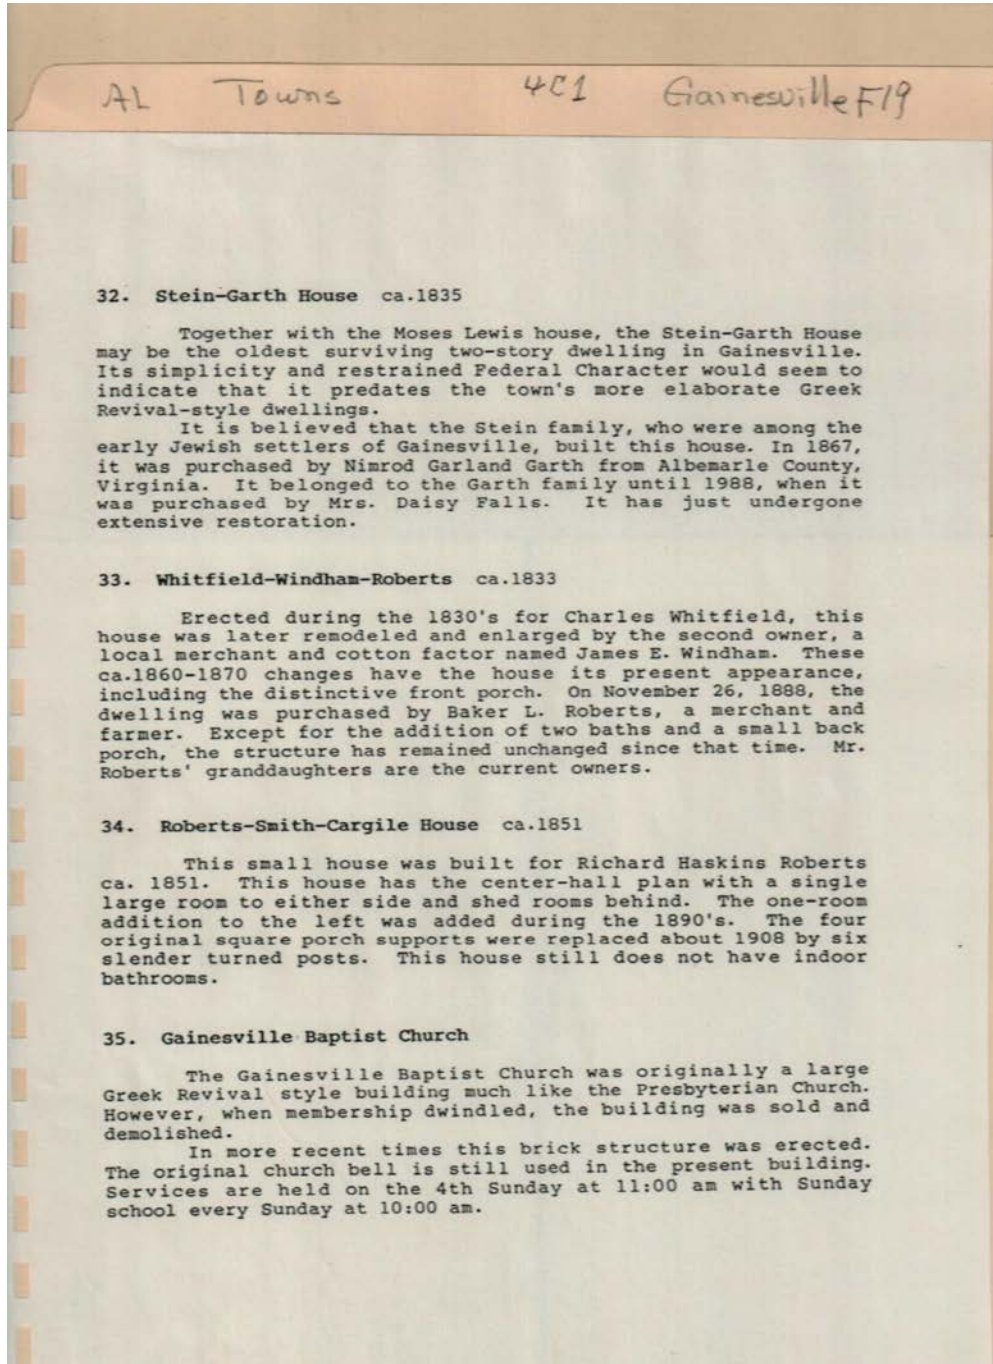 AL Towns 4C1 Gainesville F19
32. Stein-Garth House ca.1835
Together with the Moses Lewis house, the Stein-Garth House
may be the oldest surviving two-story dwelling in Gainesville.
Its simplicity and restrained Federal Character would seem to
indicate that it predates the town's more elaborate Greek
Revival-style dwellings.
It is believed that the Stein family, who were among the
early Jewish settlers of Gainesville, built this house. In 1867,
it was purchased by Nimrod Garland Garth from Albemarle County,
Virginia. It belonged to the Garth family until 1988, when it
was purchased by Mrs. Daisy Falls. It has just undergone
extensive restoration.
33. Whitfield-Windham-Roberts ca.1833
Erected during the 1830's for Charles Whitfield, this
house was later remodeled and enlarged by the second owner, a
local merchant and cotton factor named James E. Windham. These
ca.1860-1870 changes have the house its present appearance,
including the distinctive front porch. On November 26, 1888, the
dwelling was purchased by Baker L. Roberts, a merchant and
farmer. Except for the addition of two baths and a small back
porch, the structure has remained unchanged since that time. Mr.
Roberts' granddaughters are the current owners.
34. Roberts-Smith-Cargile House ca.1851
This small house was built for Richard Haskins Roberts
ca. 1851. This house has the center-hall plan with a single
large room to either side and shed rooms behind. The one-room
addition to the left was added during the 1890's. The four
original square porch supports were replaced about 1908 by six
slender turned posts. This house still does not have indoor
bathrooms.
35. Gainesville Baptist Church
The Gainesville Baptist Church was originally a large
Greek Revival style building much like the Presbyterian Church.
However, when membership dwindled, the building was sold and
demolished.
In more recent times this brick structure was erected.
The original church bell is still used in the present building.
Services are held on the 4th Sunday at 11:00 am with Sunday
school every Sunday at 10:00 am.